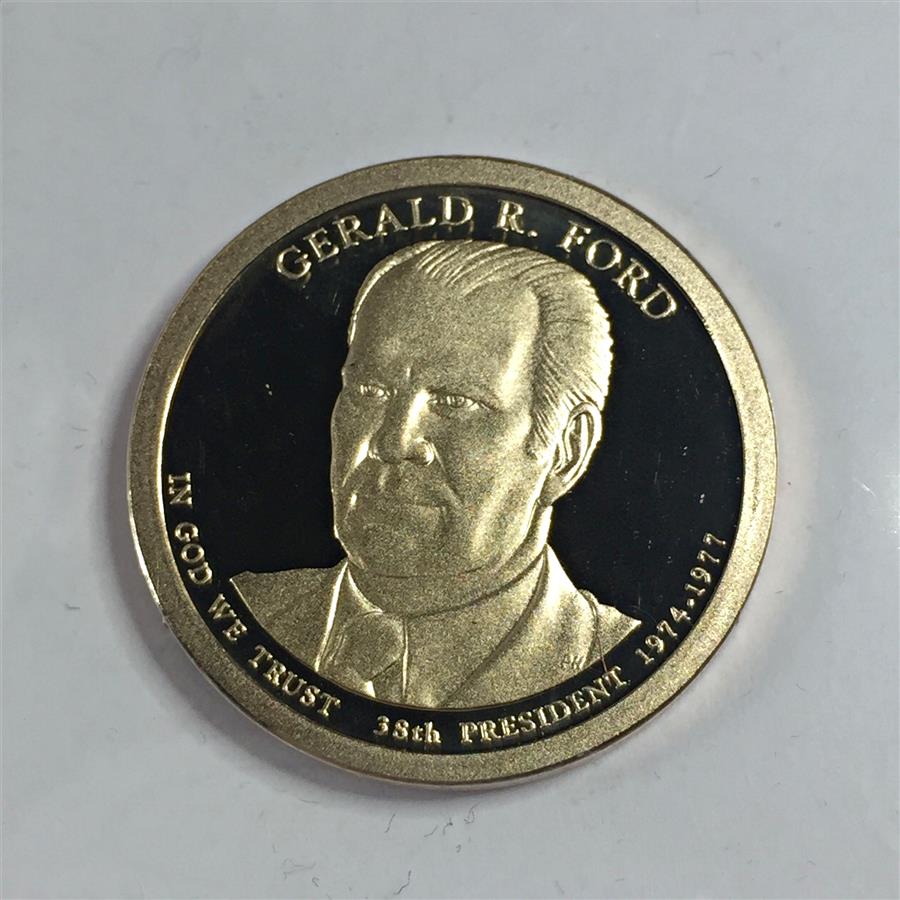 GERALD R. FORD
IN GOD WE TRUST
38th PRESIDENT 1974-1977